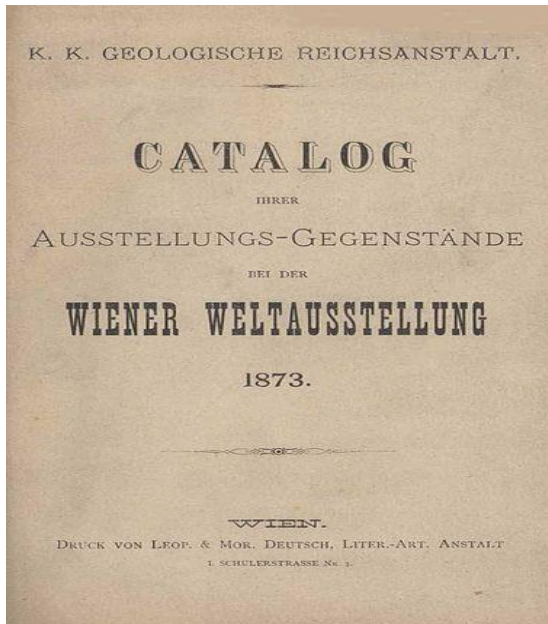 K. K. GEOLOGISCHE REICHSANSTALT.
CATALOG
IHRER
AUSSTELLUNGS-GEGENSTÄNDE
BEI DER
WIENER WELTAUSSTELLUNG
1873.
WIEN.
DRUCK VON LEOP. & MOR. DEUTSCH, LITER.-ART. ANSTALT
I. SCHULERSTRASSE Nr. 3.